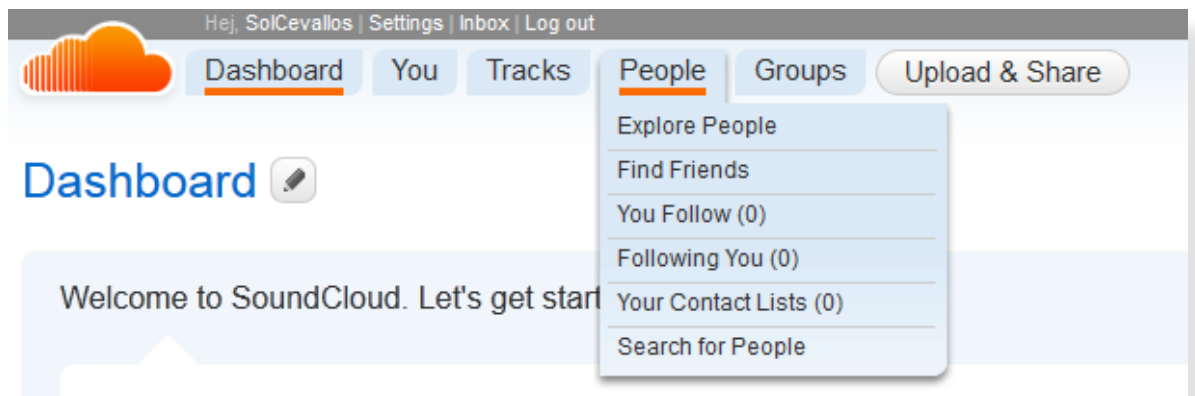 Hej, SolCevallos | Settings | Inbox | Log out
Dashboard You Tracks People Groups Upload & Share
Explore People
Find Friends
You Follow (0)
Following You (0)
Your Contact Lists (0)
Search for People
Dashboard
Welcome to SoundCloud. Let's get start